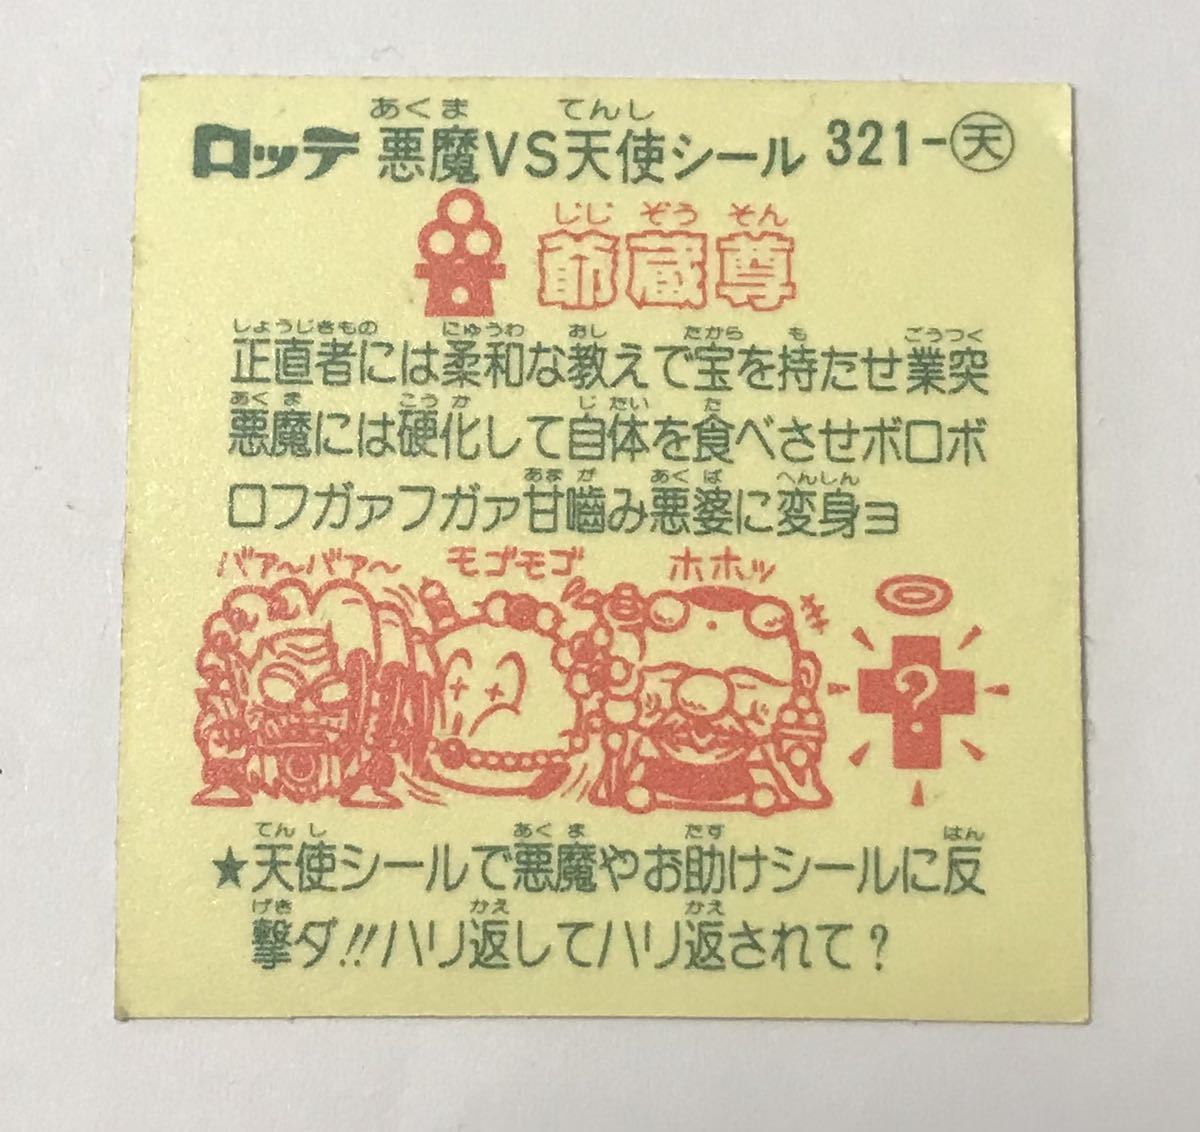 あくま てんし
ロッテ 悪魔VS天使シール 321-天
じじ ぞう そん
爺蔵尊
しょうじきもの にゅうわ おし たから も ごうつく
正直者には柔和な教えで宝を持たせ業突
あくま こうか じたい た
悪魔には硬化して自体を食べさせボロボ
あまが あくば へんしん
ロフガァフガァ甘噛み悪婆に変身ョ
バァ〜バァ〜 モゴモゴ ホホッ
?
てんし あくま たす はん
★天使シールで悪魔やお助けシールに反
げき かえ かえ
撃ダ!!ハリ返してハリ返されて?